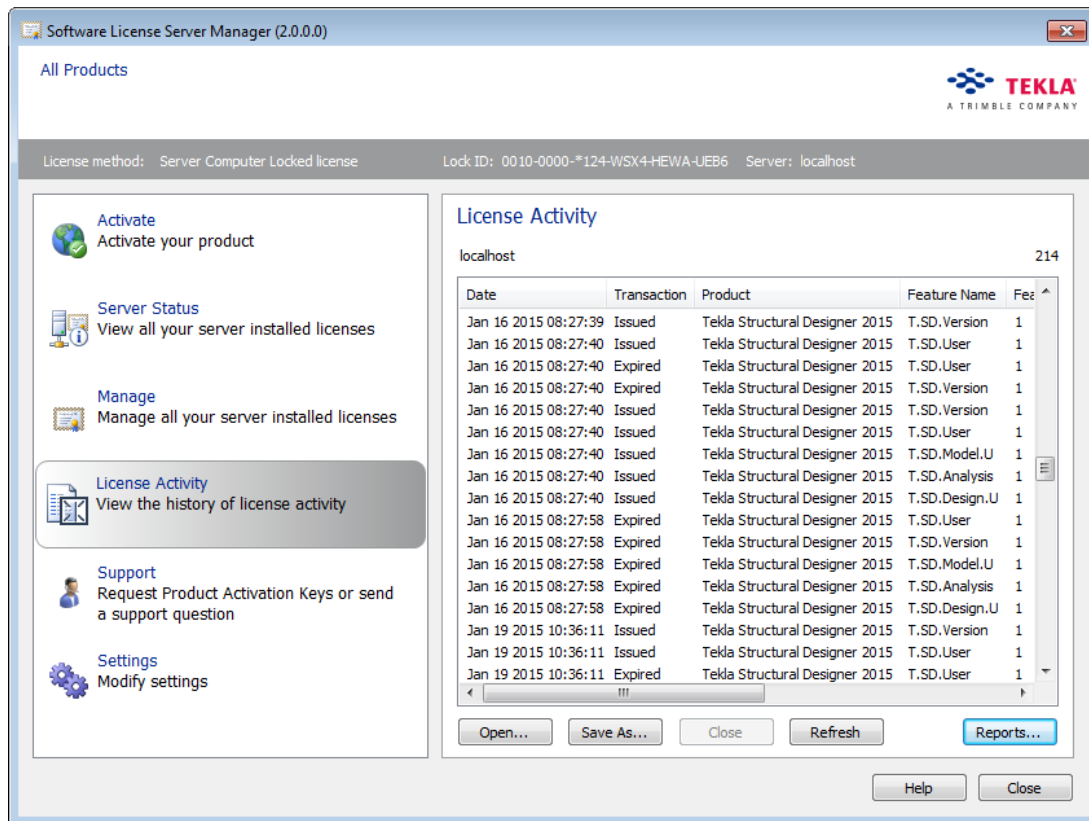 Software License Server Manager (2.0.0.0)
All Products
TEKLA
A TRIMBLE COMPANY
License method: Server Computer Locked license Lock ID: 0010-0000-*124-WSX4-HEWA-UEB6 Server: localhost
Activate
Activate your product
Server Status
View all your server installed licenses
Manage
Manage all your server installed licenses
License Activity
View the history of license activity
Support
Request Product Activation Keys or send
a support question
Settings
Modify settings
License Activity
localhost 214
Date Transaction Product Feature Name Fea
Jan 16 2015 08:27:39 Issued Tekla Structural Designer 2015 T.SD.Version 1
Jan 16 2015 08:27:40 Issued Tekla Structural Designer 2015 T.SD.User 1
Jan 16 2015 08:27:40 Expired Tekla Structural Designer 2015 T.SD.User 1
Jan 16 2015 08:27:40 Expired Tekla Structural Designer 2015 T.SD.Version 1
Jan 16 2015 08:27:40 Issued Tekla Structural Designer 2015 T.SD.Version 1
Jan 16 2015 08:27:40 Issued Tekla Structural Designer 2015 T.SD.User 1
Jan 16 2015 08:27:40 Issued Tekla Structural Designer 2015 T.SD.Model.U 1
Jan 16 2015 08:27:40 Issued Tekla Structural Designer 2015 T.SD.Analysis 1
Jan 16 2015 08:27:40 Issued Tekla Structural Designer 2015 T.SD.Design.U 1
Jan 16 2015 08:27:58 Expired Tekla Structural Designer 2015 T.SD.User 1
Jan 16 2015 08:27:58 Expired Tekla Structural Designer 2015 T.SD.Version 1
Jan 16 2015 08:27:58 Expired Tekla Structural Designer 2015 T.SD.Model.U 1
Jan 16 2015 08:27:58 Expired Tekla Structural Designer 2015 T.SD.Analysis 1
Jan 16 2015 08:27:58 Expired Tekla Structural Designer 2015 T.SD.Design.U 1
Jan 19 2015 10:36:11 Issued Tekla Structural Designer 2015 T.SD.Version 1
Jan 19 2015 10:36:11 Issued Tekla Structural Designer 2015 T.SD.User 1
Jan 19 2015 10:36:11 Expired Tekla Structural Designer 2015 T.SD.User 1
Open... Save As... Close Refresh Reports...
Help Close